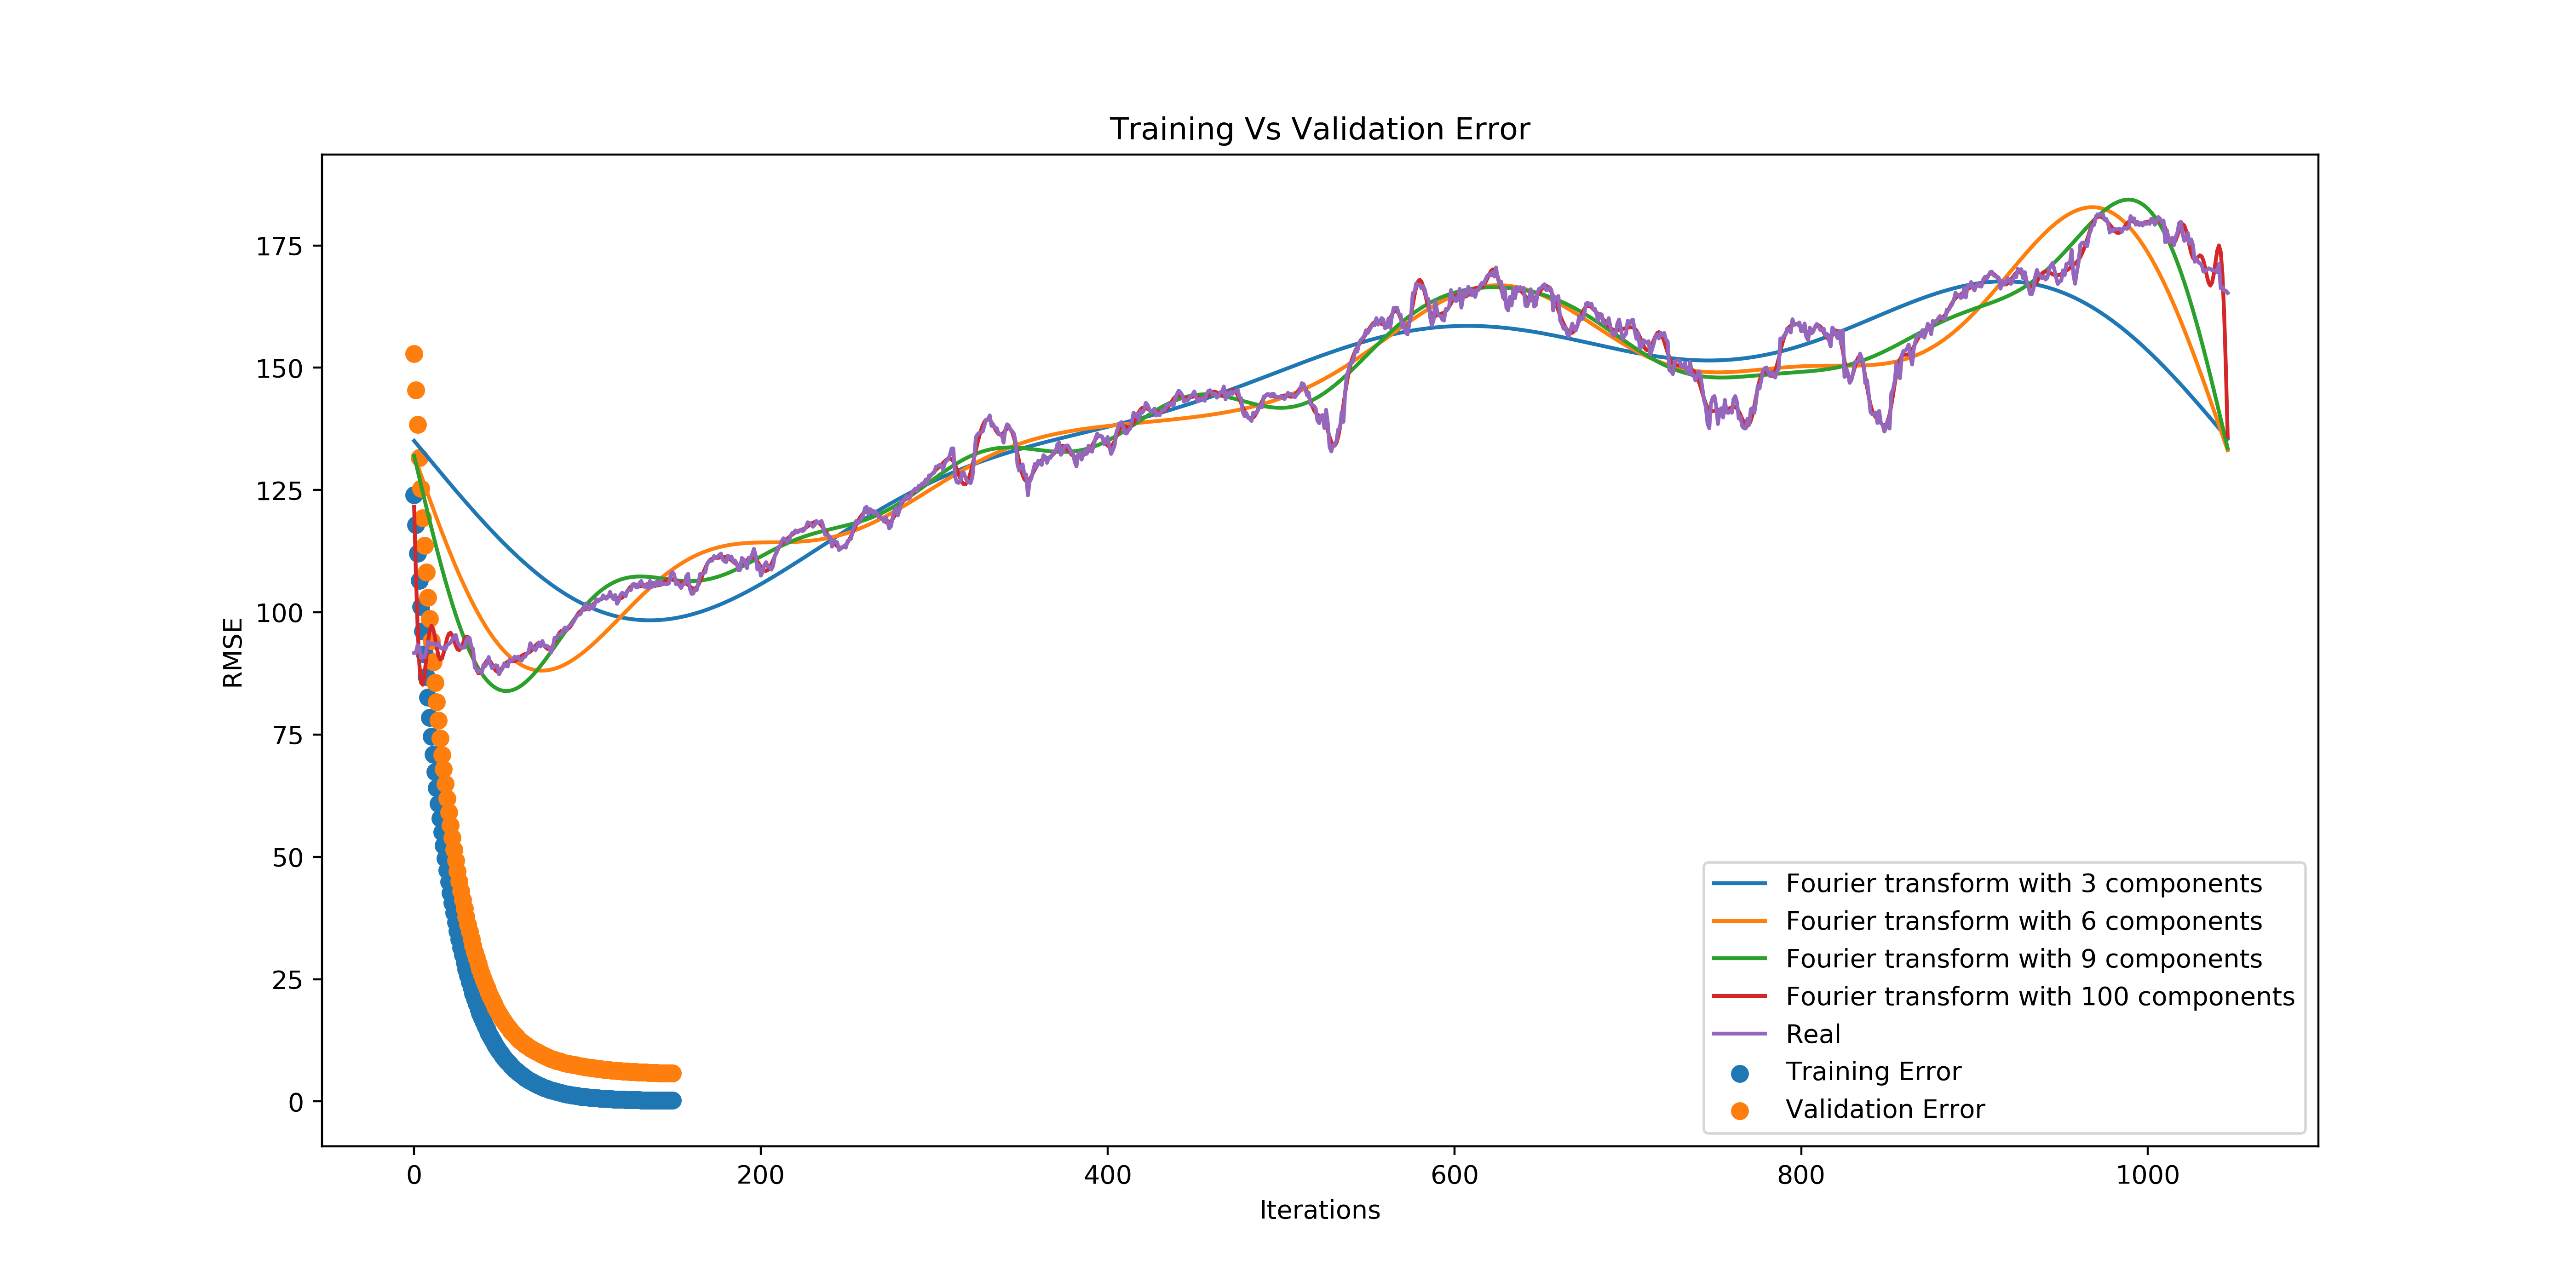 Training Vs Validation Error
RMSE
175
150
125
100
75
50
25
0
0 200 400 600 800 1000
Iterations
Fourier transform with 3 components
Fourier transform with 6 components
Fourier transform with 9 components
Fourier transform with 100 components
Real
Training Error
Validation Error